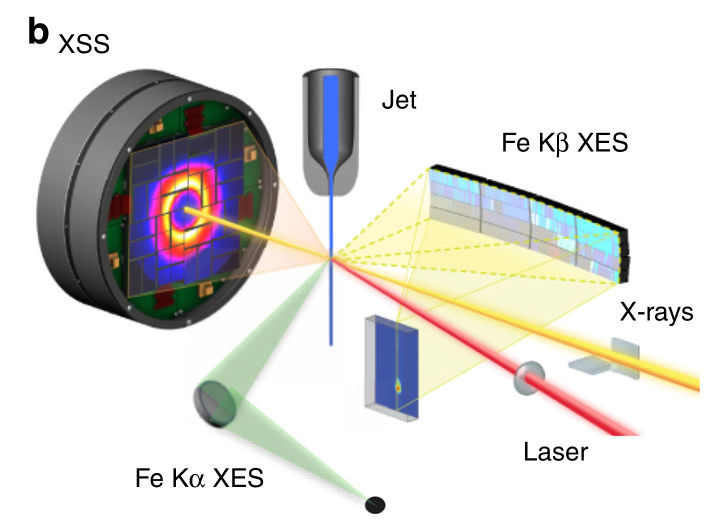 b
XSS
Jet
Fe Kβ XES
X-rays
Laser
Fe Kα XES